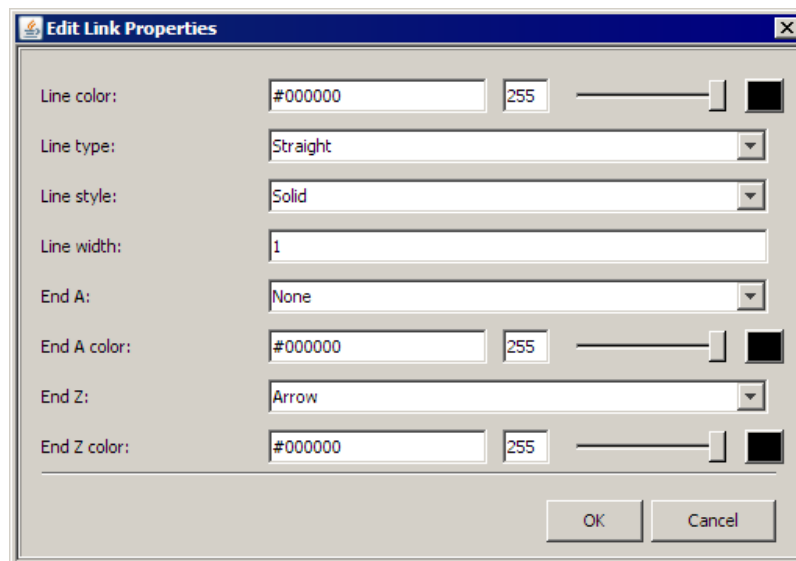 Edit Link Properties
Line color: #000000 255
Line type: Straight
Line style: Solid
Line width: 1
End A: None
End A color: #000000 255
End Z: Arrow
End Z color: #000000 255
OK Cancel